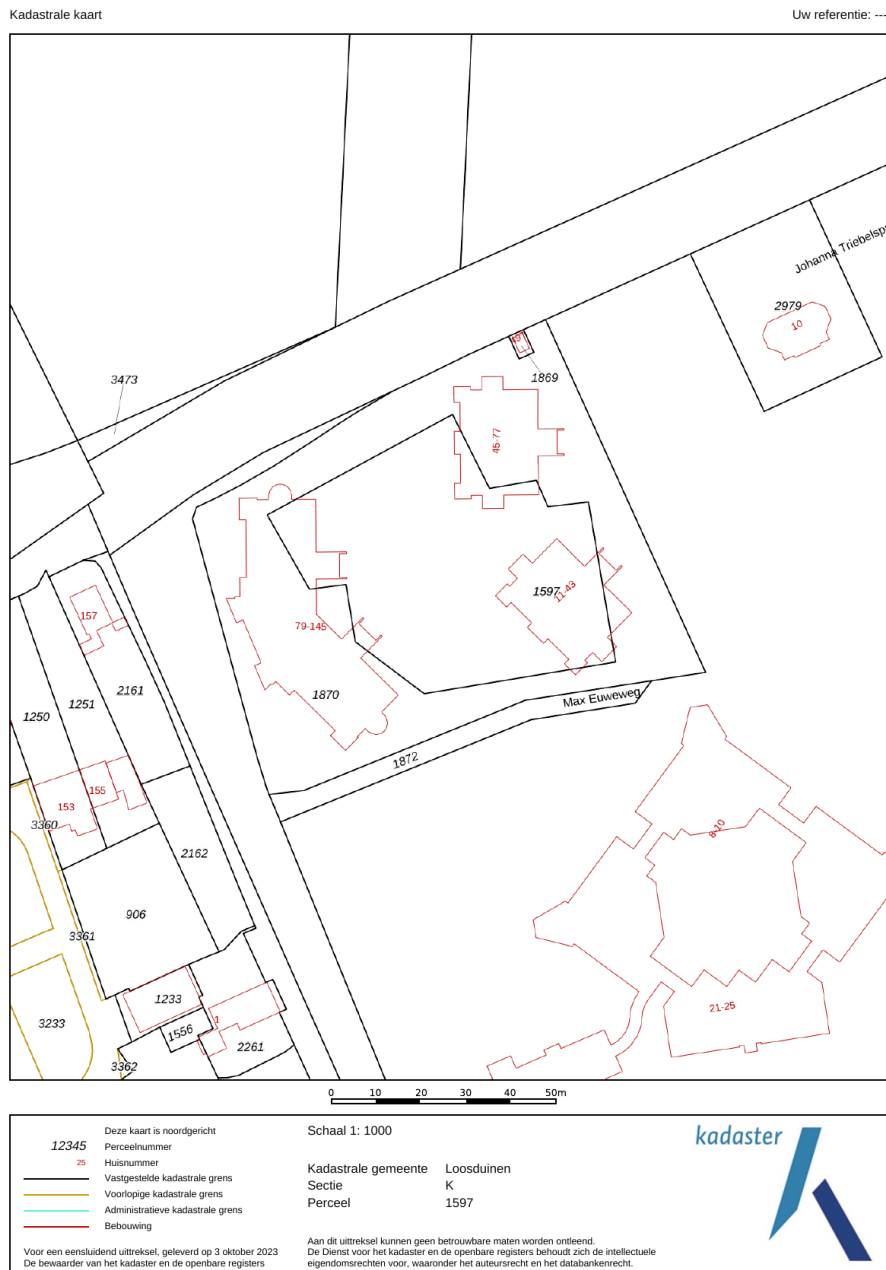 Kadastrale kaart
Uw referentie: ---
Johanna
2979
10
497
1869
3473
45-77
157
1597
11-43
79-145
1251
2161
1870
1250
Max Euweweg
1872
155
153
3360
8-10
2162
906
3361
1233
21-25
3233
1
1556
2261
3362
0 10 20 30 40 50m
Deze kaart is noordgericht
12345 Perceelnummer
25 Huisnummer
Vastgestelde kadastrale grens
Voorlopige kadastrale grens
Administratieve kadastrale grens
Bebouwing
Voor een eensluidend uittreksel, geleverd op 3 oktober 2023
De bewaarder van het kadaster en de openbare registers
Schaal 1: 1000
Kadastrale gemeente Loosduinen
Sectie K
Perceel 1597
Aan dit uittreksel kunnen geen betrouwbare maten worden ontleend.
De Dienst voor het kadaster en de openbare registers behoudt zich de intellectuele
eigendomsrechten voor, waaronder het auteursrecht en het databankenrecht.
kadaster